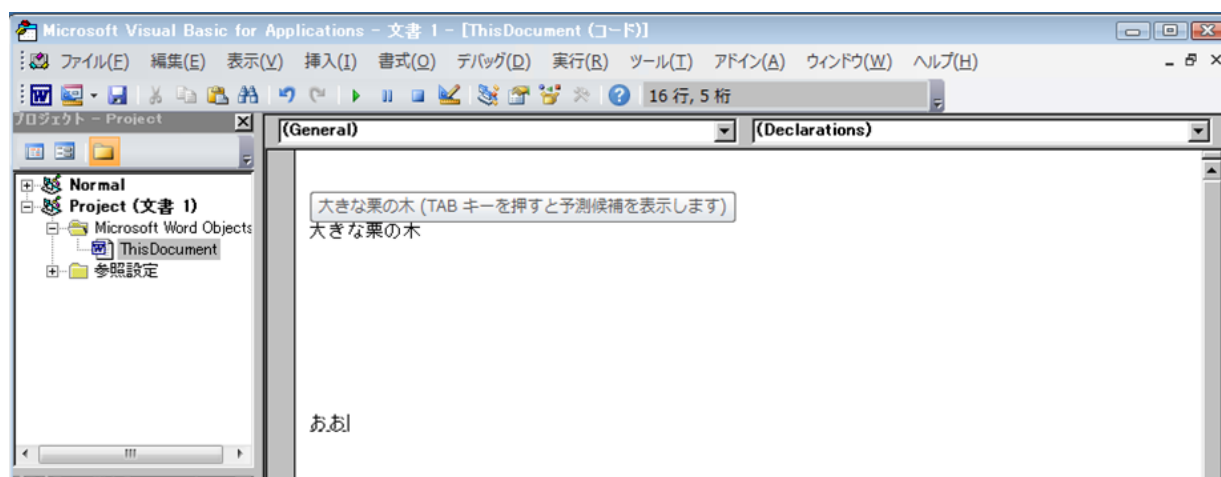 Microsoft Visual Basic for Applications - 文書 1 - [ThisDocument (コード)]
ファイル(F) 編集(E) 表示(V) 挿入(I) 書式(O) デバッグ(D) 実行(R) ツール(T) アドイン(A) ウィンドウ(W) ヘルプ(H)
16 行, 5 桁
プロジェクト - Project
(General) (Declarations)
Normal
Project (文書 1)
Microsoft Word Objects
ThisDocument
参照設定
大きな栗の木 (TAB キーを押すと予測候補を表示します)
大きな栗の木
おお